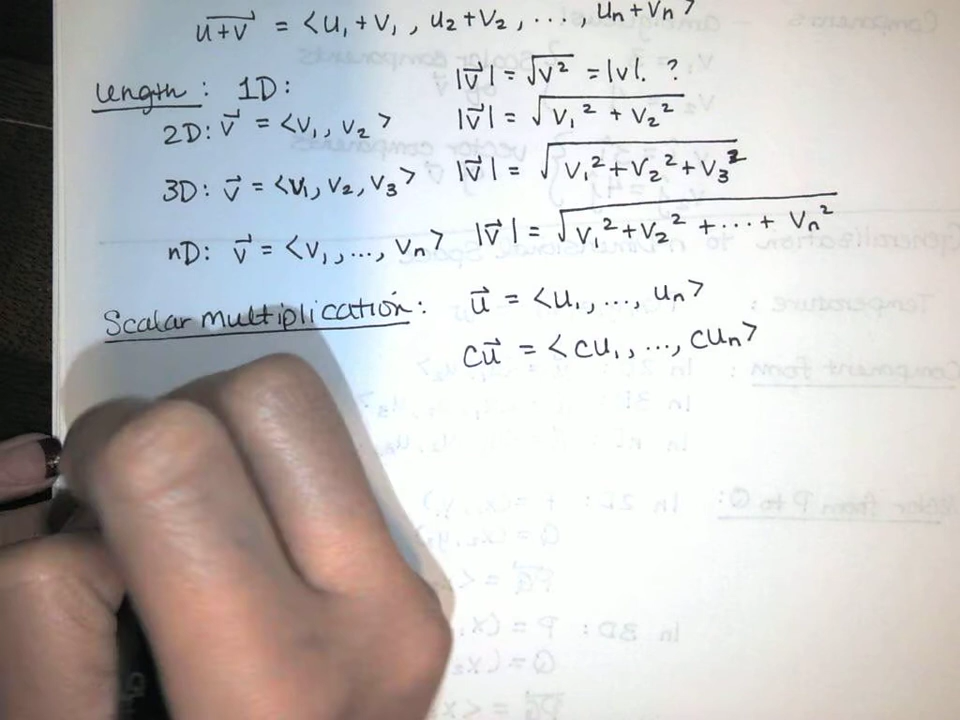 u+v = <u₁+v₁, u₂+v₂, ..., uₙ+vₙ>
length: 1D: |v⃗| = √v² = |v|. ?
2D: v⃗ = <v₁, v₂> |v⃗| = √v₁² + v₂²
3D: v⃗ = <v₁, v₂, v₃> |v⃗| = √v₁²+v₂²+v₃²
nD: v⃗ = <v₁, ..., vₙ> |v⃗| = √v₁²+v₂² + ... + vₙ²
Scalar multiplication: u⃗ = <u₁, ..., uₙ>
cu⃗ = <cu₁, ..., cuₙ>